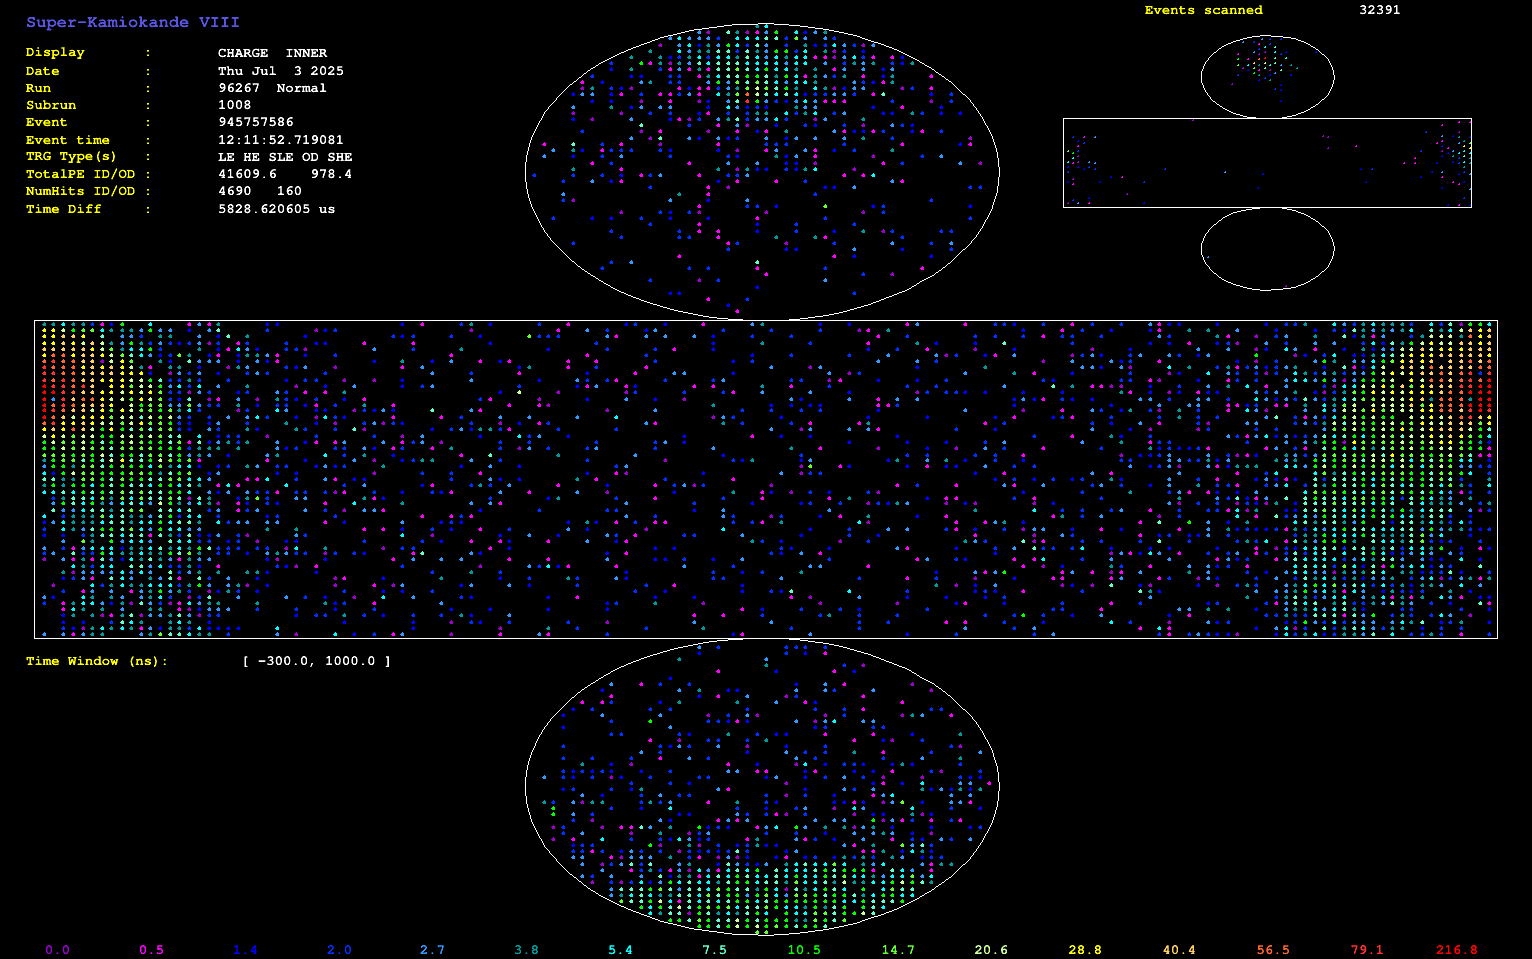 Super-Kamiokande VIII
Events scanned 32391
Display : CHARGE INNER
Date : Thu Jul 3 2025
Run : 96267 Normal
Subrun : 1008
Event : 945757586
Event time : 12:11:52.719081
TRG Type(s) : LE HE SLE OD SHE
TotalPE ID/OD : 41609.6 978.4
NumHits ID/OD : 4690 160
Time Diff : 5828.620605 us
Time Window (ns): [ -300.0, 1000.0 ]
0.0 0.5 1.4 2.0 2.7 3.8 5.4 7.5 10.5 14.7 20.6 28.8 40.4 56.5 79.1 216.8